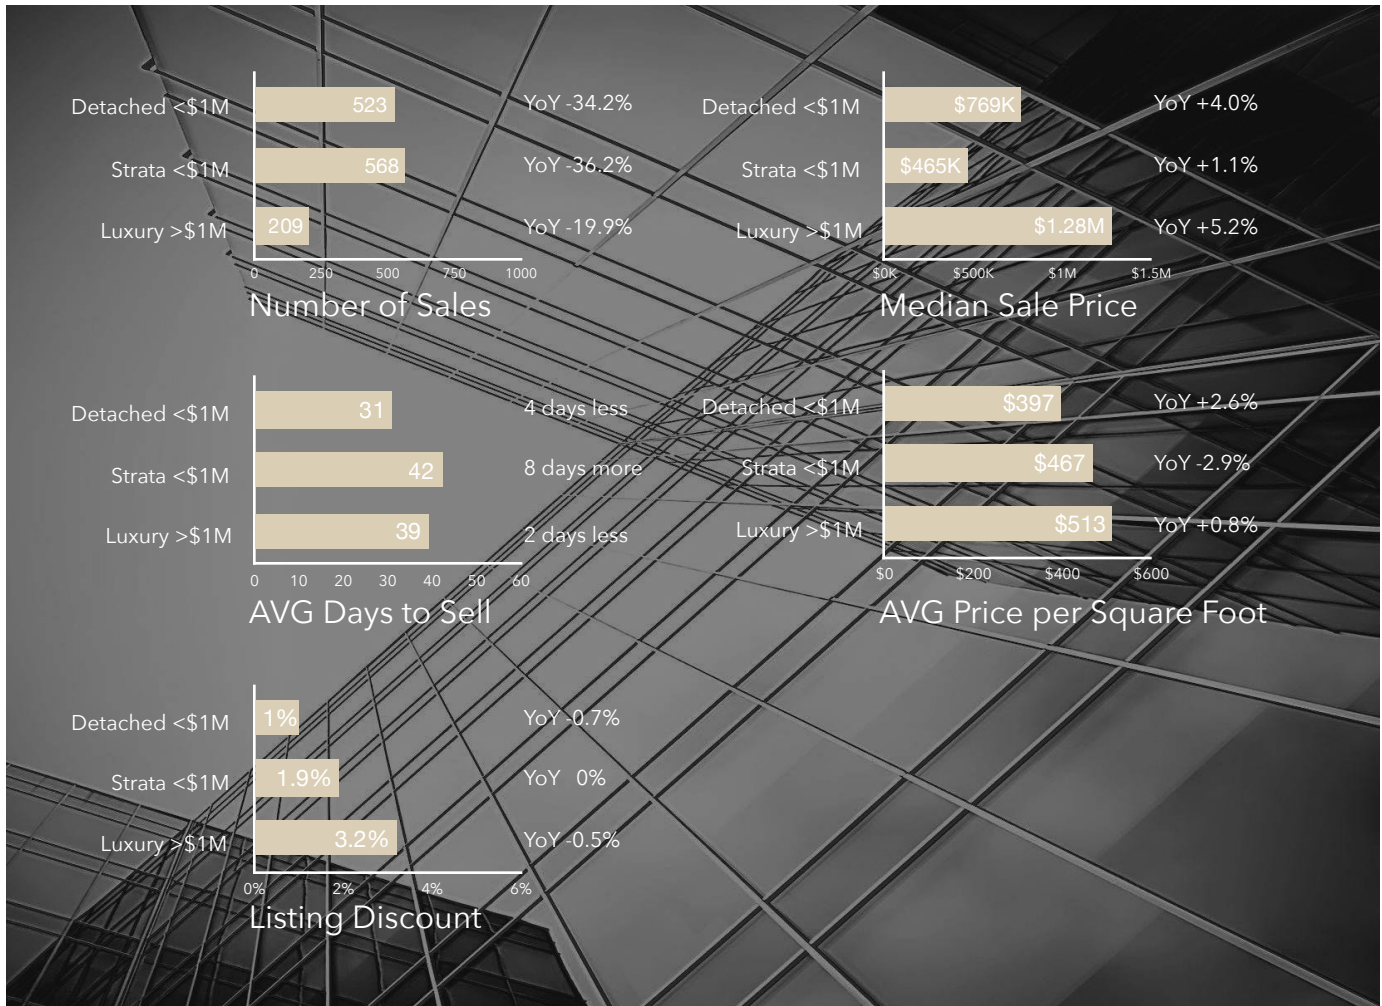 Detached <$1M 523 YoY -34.2%
Strata <$1M 568 YoY -36.2%
Luxury >$1M 209 YoY -19.9%
0 250 500 750 1000
Number of Sales
Detached <$1M $769K YoY +4.0%
Strata <$1M $465K YoY +1.1%
Luxury >$1M $1.28M YoY +5.2%
$0K $500K $1M $1.5M
Median Sale Price
Detached <$1M 31 4 days less
Strata <$1M 42 8 days more
Luxury >$1M 39 2 days less
0 10 20 30 40 50 60
AVG Days to Sell
Detached <$1M $397 YoY +2.6%
Strata <$1M $467 YoY -2.9%
Luxury >$1M $513 YoY +0.8%
$0 $200 $400 $600
AVG Price per Square Foot
Detached <$1M 1% YoY -0.7%
Strata <$1M 1.9% YoY 0%
Luxury >$1M 3.2% YoY -0.5%
0% 2% 4% 6%
Listing Discount